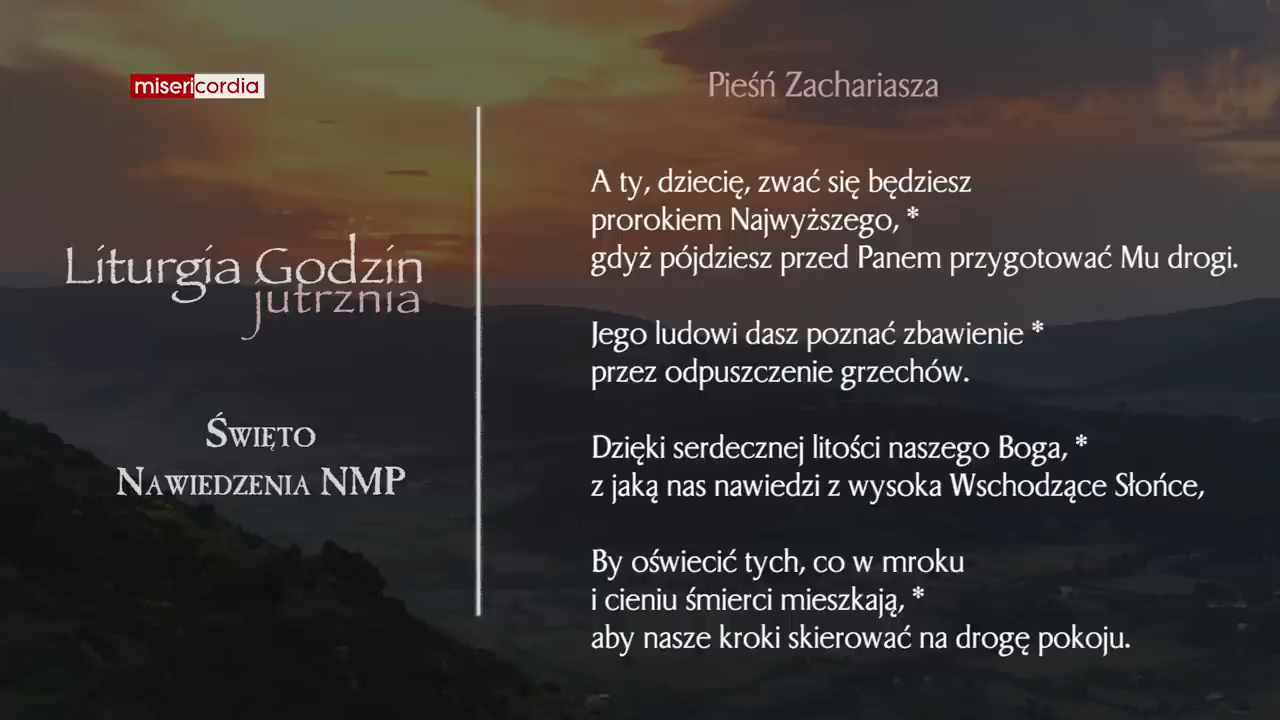 misericordia
Liturgia Godzin
jutrznia
Święto
Nawiedzenia NMP
Pieśń Zachariasza
A ty, dziecię, zwać się będziesz
prorokiem Najwyższego, *
gdyż pójdziesz przed Panem przygotować Mu drogi.
Jego ludowi dasz poznać zbawienie *
przez odpuszczenie grzechów.
Dzięki serdecznej litości naszego Boga, *
z jaką nas nawiedzi z wysoka Wschodzące Słońce,
By oświecić tych, co w mroku
i cieniu śmierci mieszkają, *
aby nasze kroki skierować na drogę pokoju.